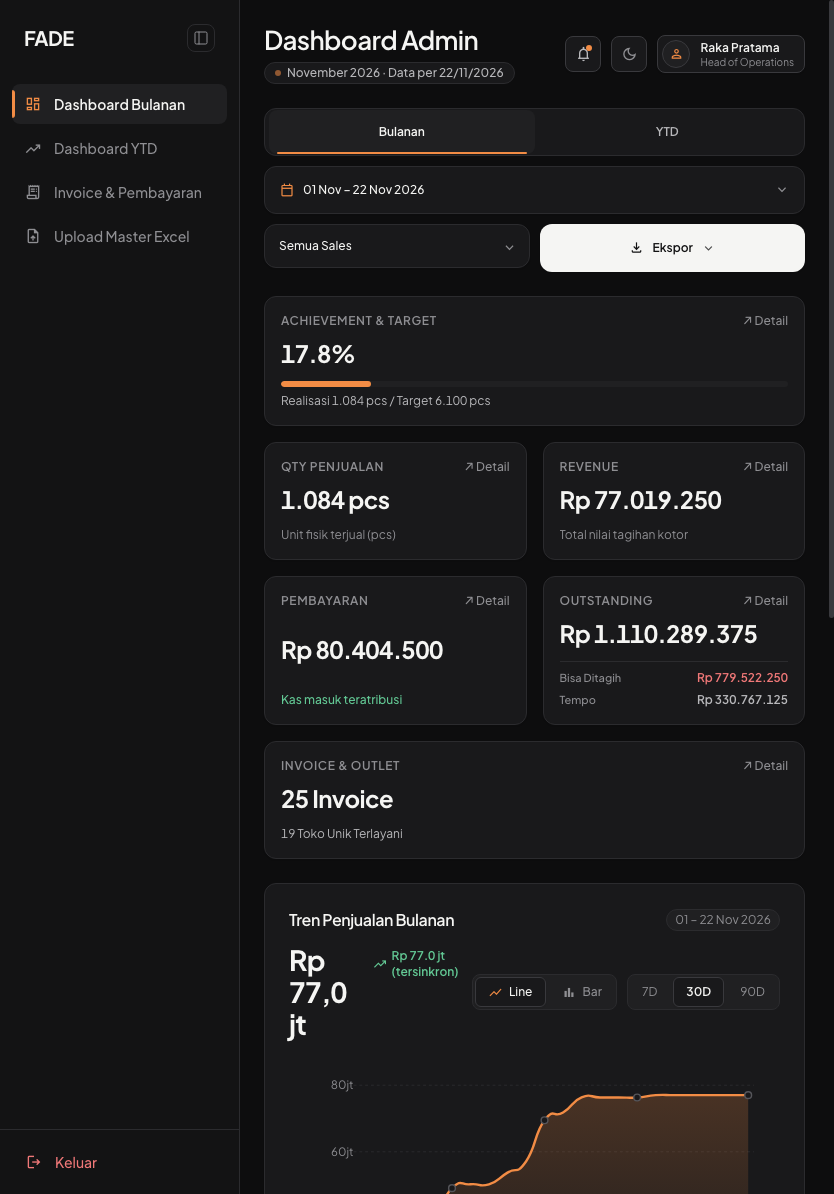 FADE
Dashboard Bulanan
Dashboard YTD
Invoice & Pembayaran
Upload Master Excel
Keluar
Dashboard Admin
November 2026 · Data per 22/11/2026
Raka Pratama
Head of Operations
Bulanan
YTD
01 Nov – 22 Nov 2026
Semua Sales
Ekspor
ACHIEVEMENT & TARGET
Detail
17.8%
Realisasi 1.084 pcs / Target 6.100 pcs
QTY PENJUALAN
Detail
1.084 pcs
Unit fisik terjual (pcs)
REVENUE
Detail
Rp 77.019.250
Total nilai tagihan kotor
PEMBAYARAN
Detail
Rp 80.404.500
Kas masuk teratribusi
OUTSTANDING
Detail
Rp 1.110.289.375
Bisa Ditagih
Rp 779.522.250
Tempo
Rp 330.767.125
INVOICE & OUTLET
Detail
25 Invoice
19 Toko Unik Terlayani
Tren Penjualan Bulanan
01 – 22 Nov 2026
Rp
77,0
jt
Rp 77.0 jt
(tersinkron)
Line
Bar
7D
30D
90D
80jt
60jt